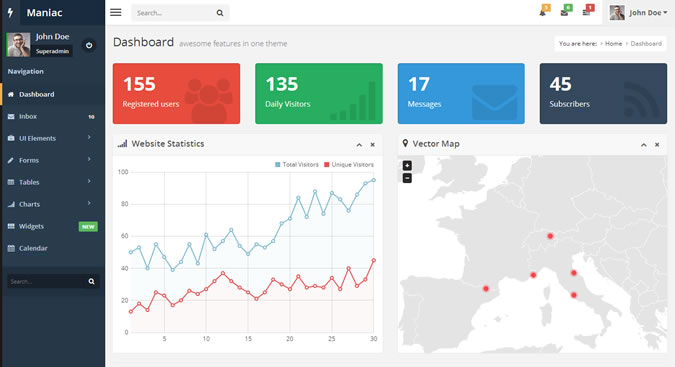 Maniac
Search...
3
6
1
John Doe
John Doe
Superadmin
Navigation
Dashboard
Inbox
10
UI Elements
Forms
Tables
Charts
Widgets
NEW
Calendar
Search...
Dashboard awesome features in one theme
You are here: > Home > Dashboard
155
Registered users
135
Daily Visitors
17
Messages
45
Subscribers
Website Statistics
Total Visitors
Unique Visitors
100
80
60
40
20
0
5
10
15
20
25
30
Vector Map
+
-